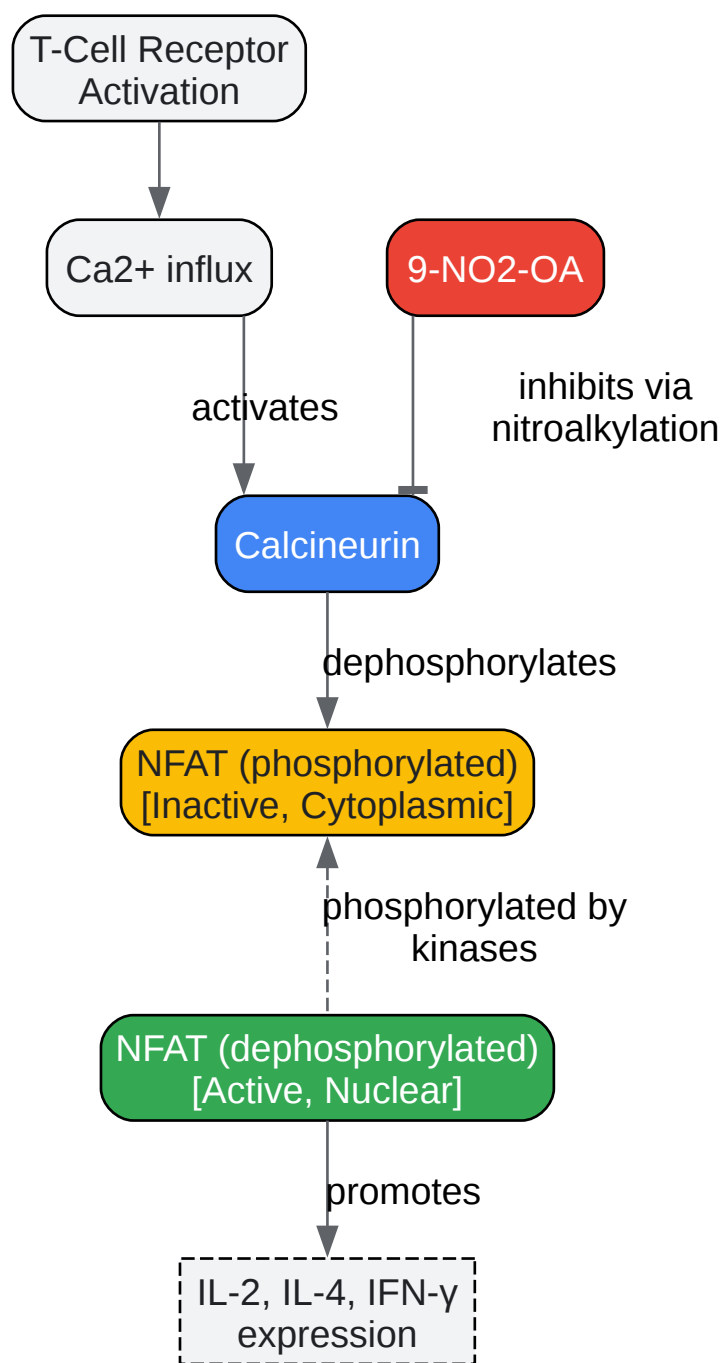 T-Cell Receptor
Activation
Ca2+ influx
9-NO2-OA
activates
inhibits via
nitroalkylation
Calcineurin
dephosphorylates
NFAT (phosphorylated)
[Inactive, Cytoplasmic]
phosphorylated by
kinases
NFAT (dephosphorylated)
[Active, Nuclear]
promotes
IL-2, IL-4, IFN-γ
expression